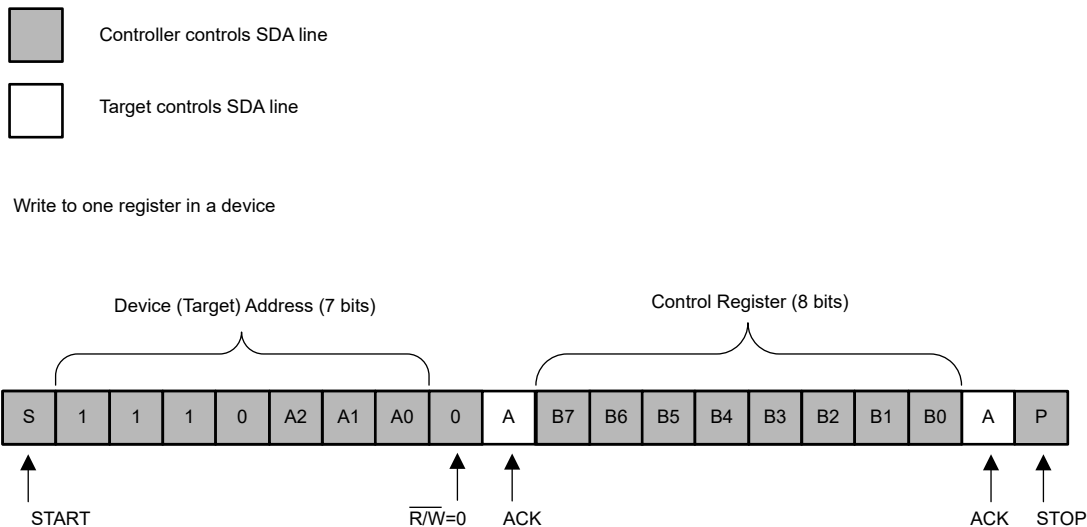 Controller controls SDA line
Target controls SDA line
Write to one register in a device
Device (Target) Address (7 bits)
Control Register (8 bits)
S 1 1 1 0 A2 A1 A0 0 A B7 B6 B5 B4 B3 B2 B1 B0 A P
START R/W=0 ACK ACK STOP